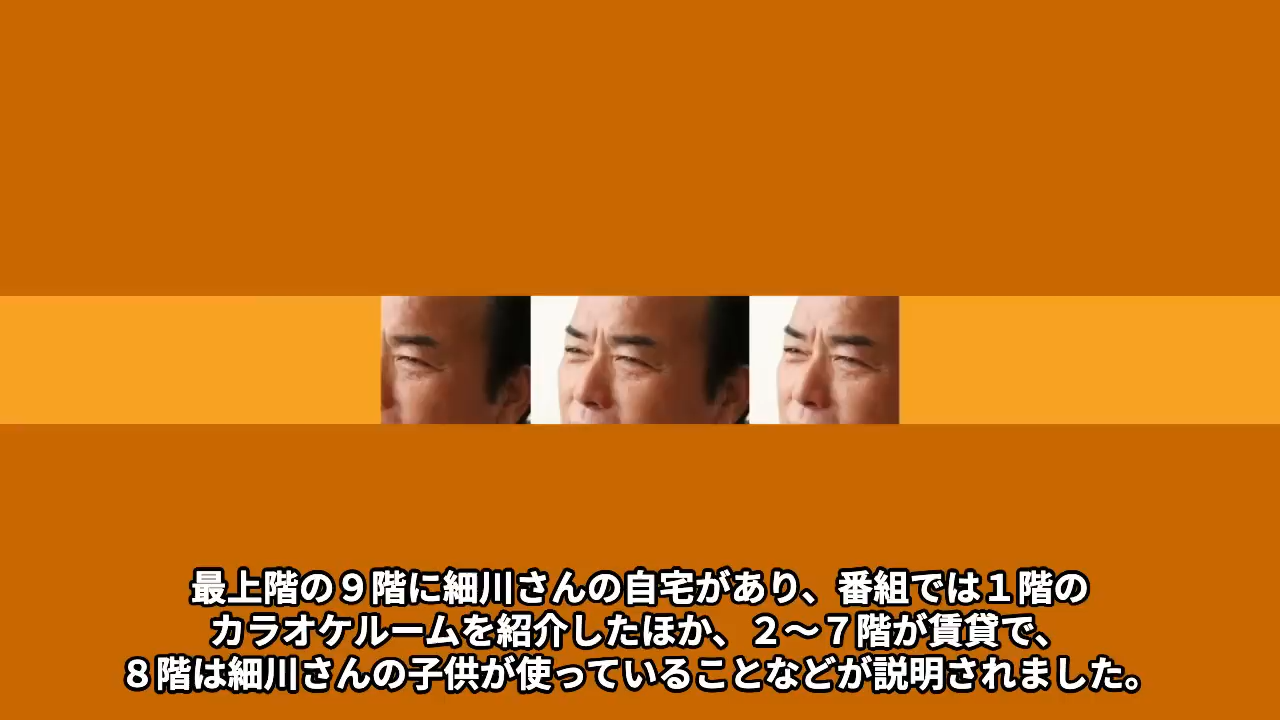 最上階の９階に細川さんの自宅があり、番組では１階の
カラオケルームを紹介したほか、２～７階が賃貸で、
８階は細川さんの子供が使っていることなどが説明されました。